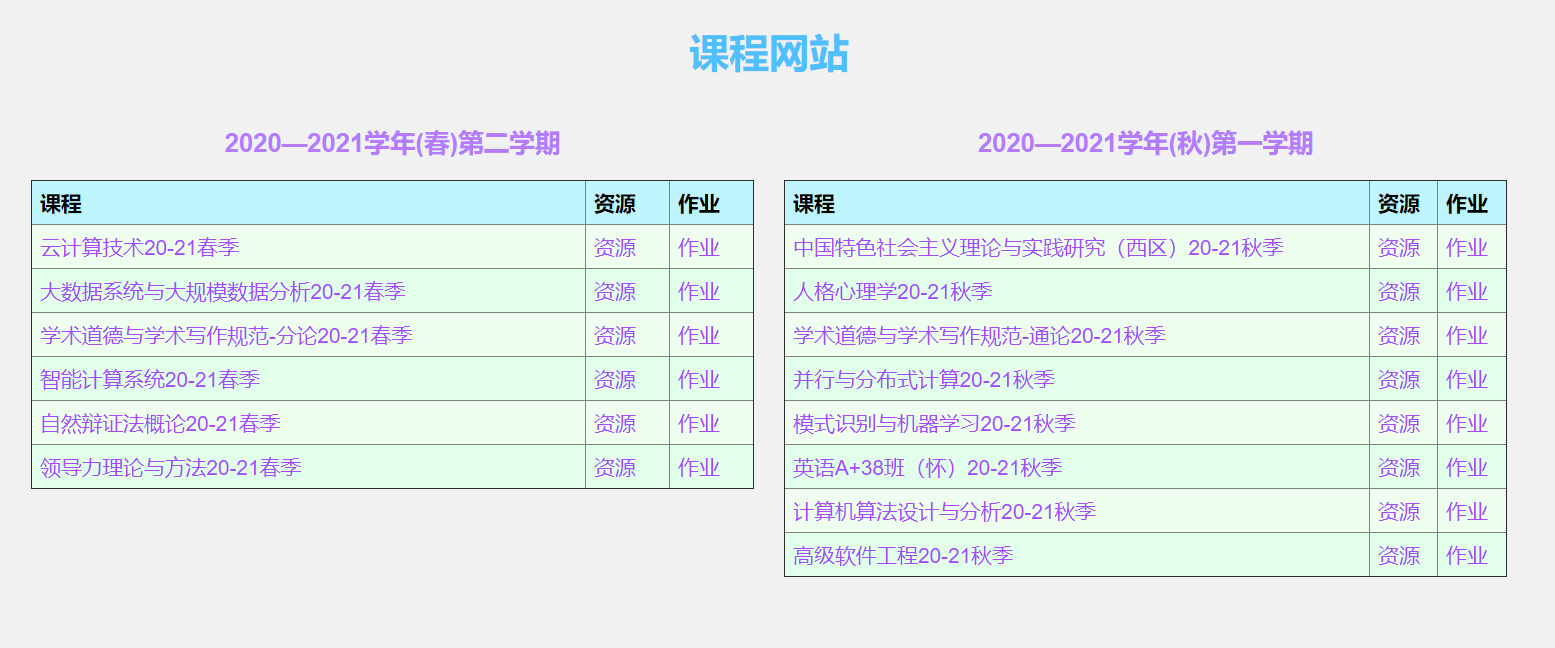 课程网站
2020—2021学年(春)第二学期
课程 资源 作业
云计算技术20-21春季 资源 作业
大数据系统与大规模数据分析20-21春季 资源 作业
学术道德与学术写作规范-分论20-21春季 资源 作业
智能计算系统20-21春季 资源 作业
自然辩证法概论20-21春季 资源 作业
领导力理论与方法20-21春季 资源 作业
2020—2021学年(秋)第一学期
课程 资源 作业
中国特色社会主义理论与实践研究（西区）20-21秋季 资源 作业
人格心理学20-21秋季 资源 作业
学术道德与学术写作规范-通论20-21秋季 资源 作业
并行与分布式计算20-21秋季 资源 作业
模式识别与机器学习20-21秋季 资源 作业
英语A+38班（怀）20-21秋季 资源 作业
计算机算法设计与分析20-21秋季 资源 作业
高级软件工程20-21秋季 资源 作业